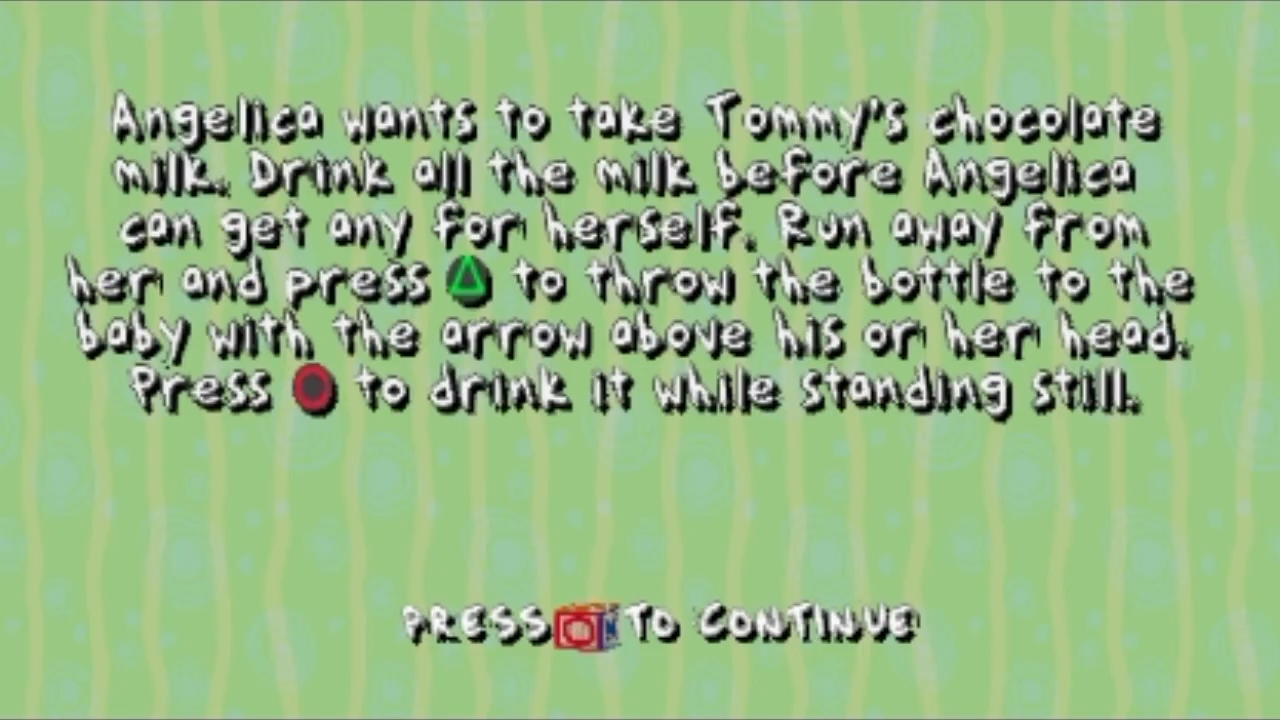 Angelica wants to take Tommy's chocolate
milk. Drink all the milk before Angelica
can get any for herself. Run away from
her and press △ to throw the bottle to the
baby with the arrow above his or her head.
Press ○ to drink it while standing still.
PRESS TO CONTINUE